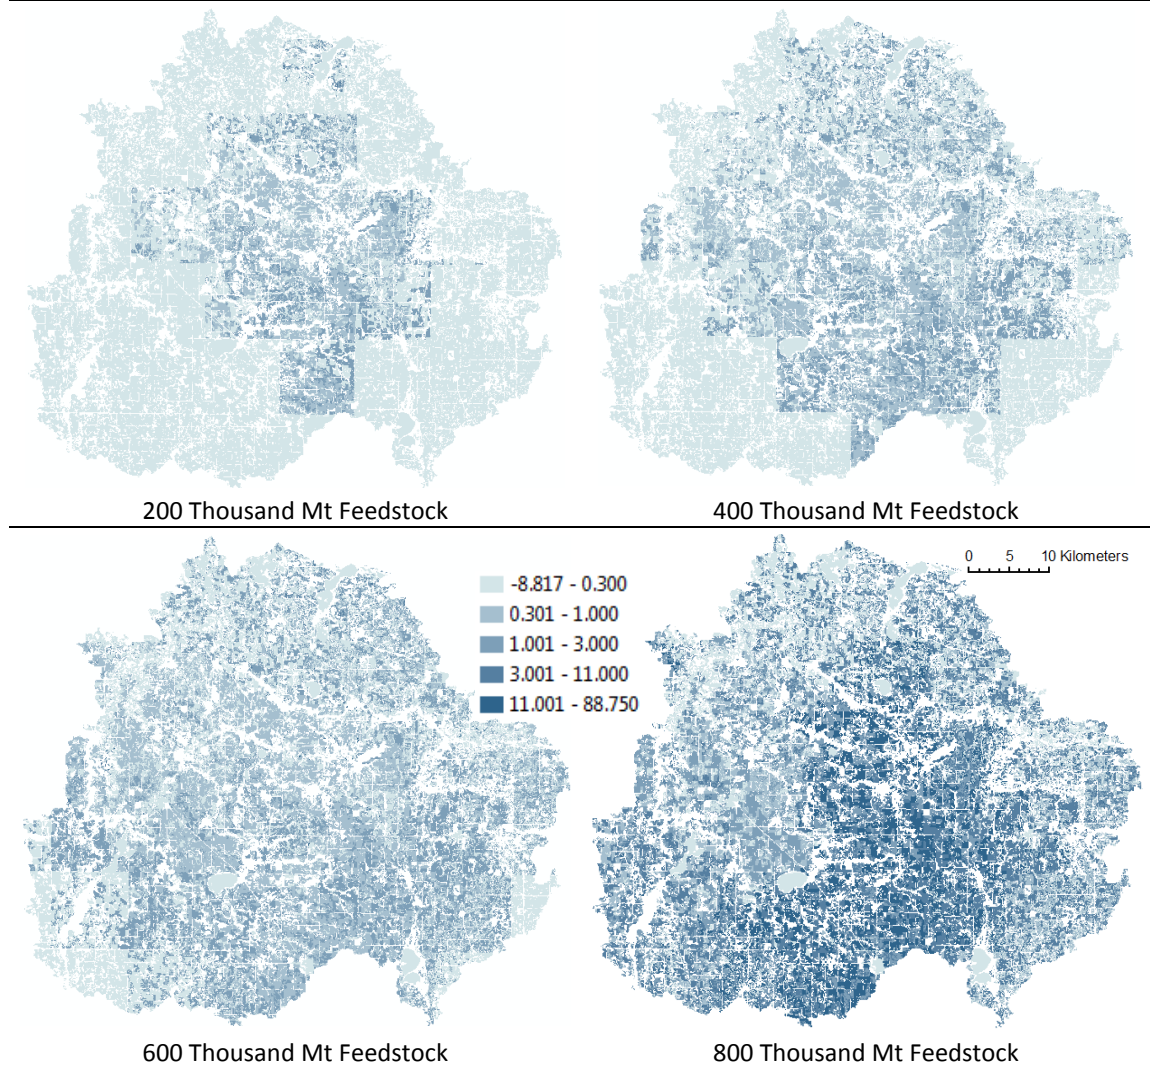 200 Thousand Mt Feedstock
400 Thousand Mt Feedstock
0 5 10 Kilometers
-8.817 - 0.300
0.301 - 1.000
1.001 - 3.000
3.001 - 11.000
11.001 - 88.750
600 Thousand Mt Feedstock
800 Thousand Mt Feedstock